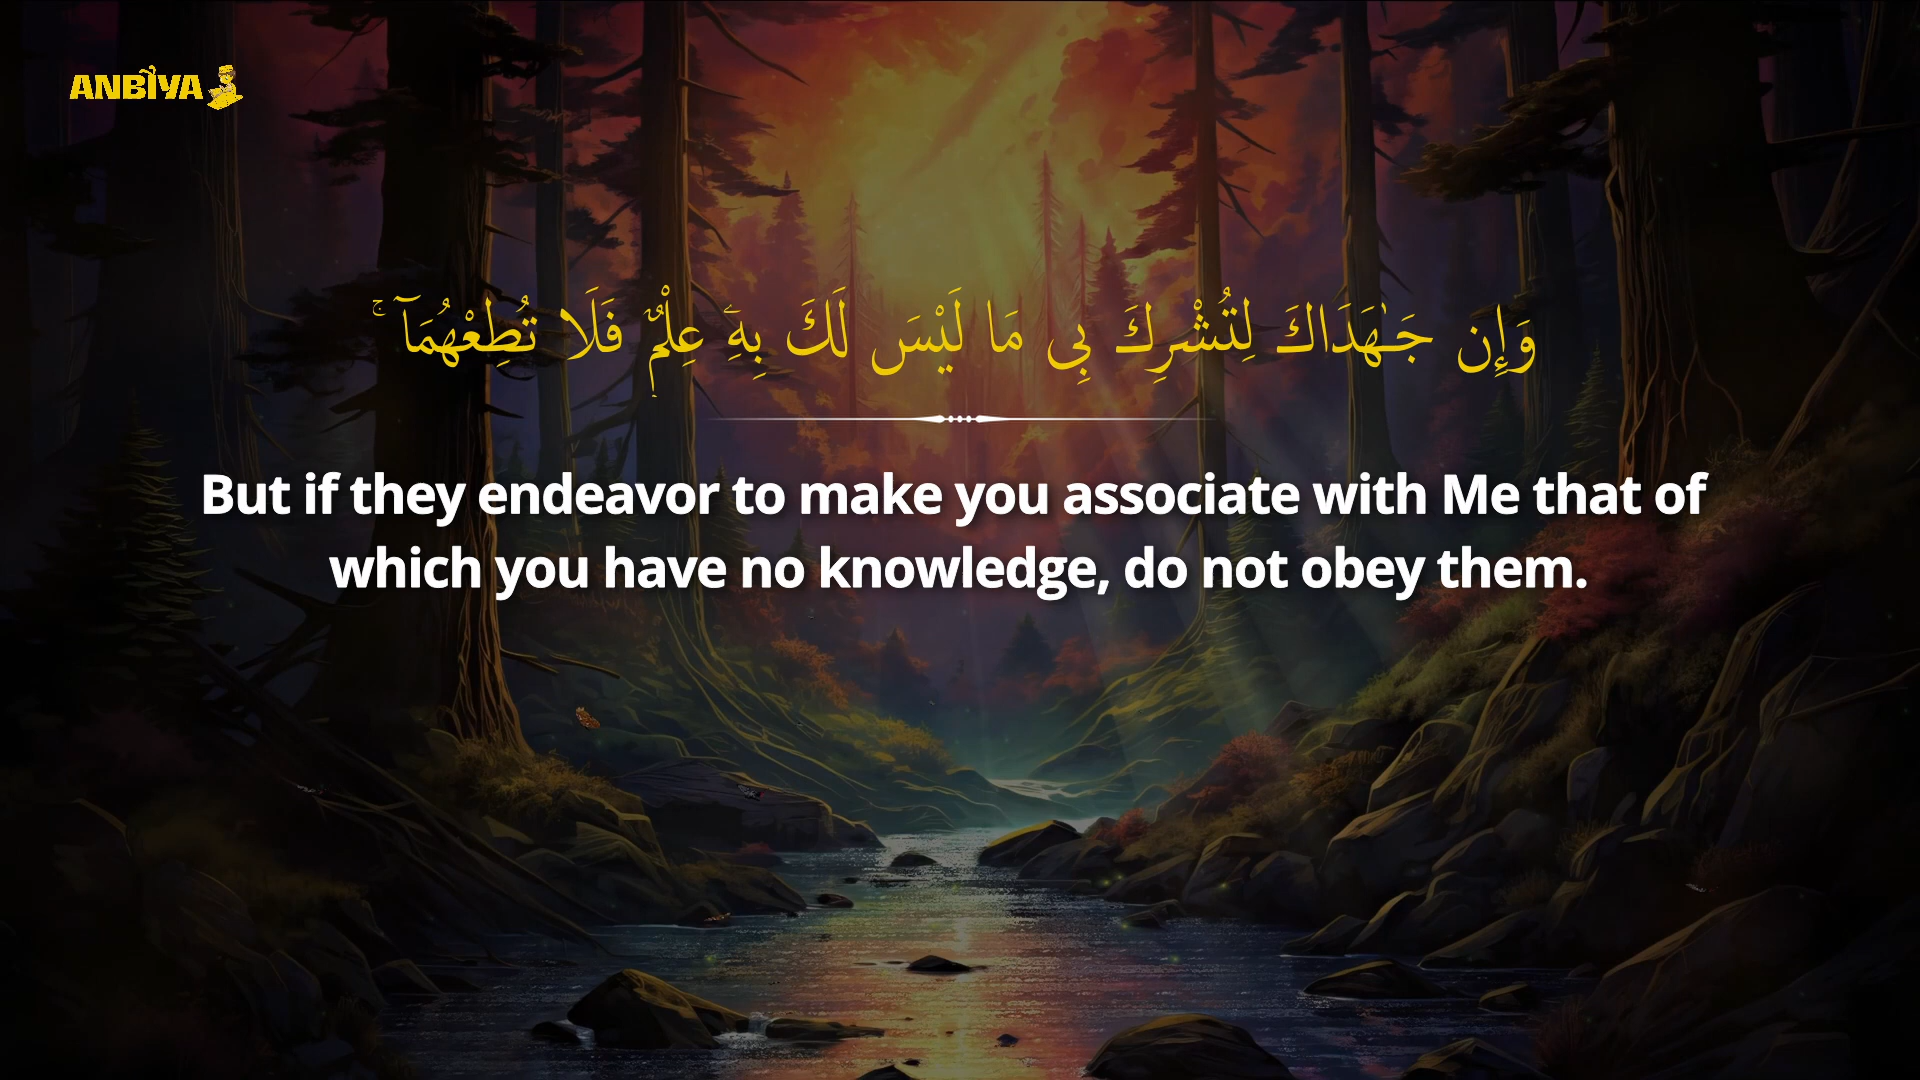 ANBIYA
وَإِن جَـٰهَدَاكَ لِتُشْرِكَ بِى مَا لَيْسَ لَكَ بِهِۦ عِلْمٌ فَلَا تُطِعْهُمَآ ۚ
But if they endeavor to make you associate with Me that of
which you have no knowledge, do not obey them.